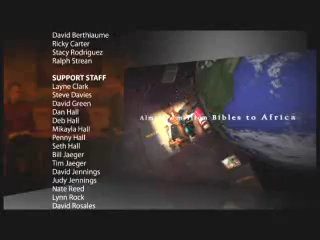 David Berthiaume
Ricky Carter
Stacy Rodriguez
Ralph Strean
SUPPORT STAFF
Layne Clark
Steve Davies
David Green
Dan Hall
Deb Hall
Mikayla Hall
Penny Hall
Seth Hall
Bill Jaeger
Tim Jaeger
David Jennings
Judy Jennings
Nate Reed
Lynn Rock
David Rosales
Bibles to Africa